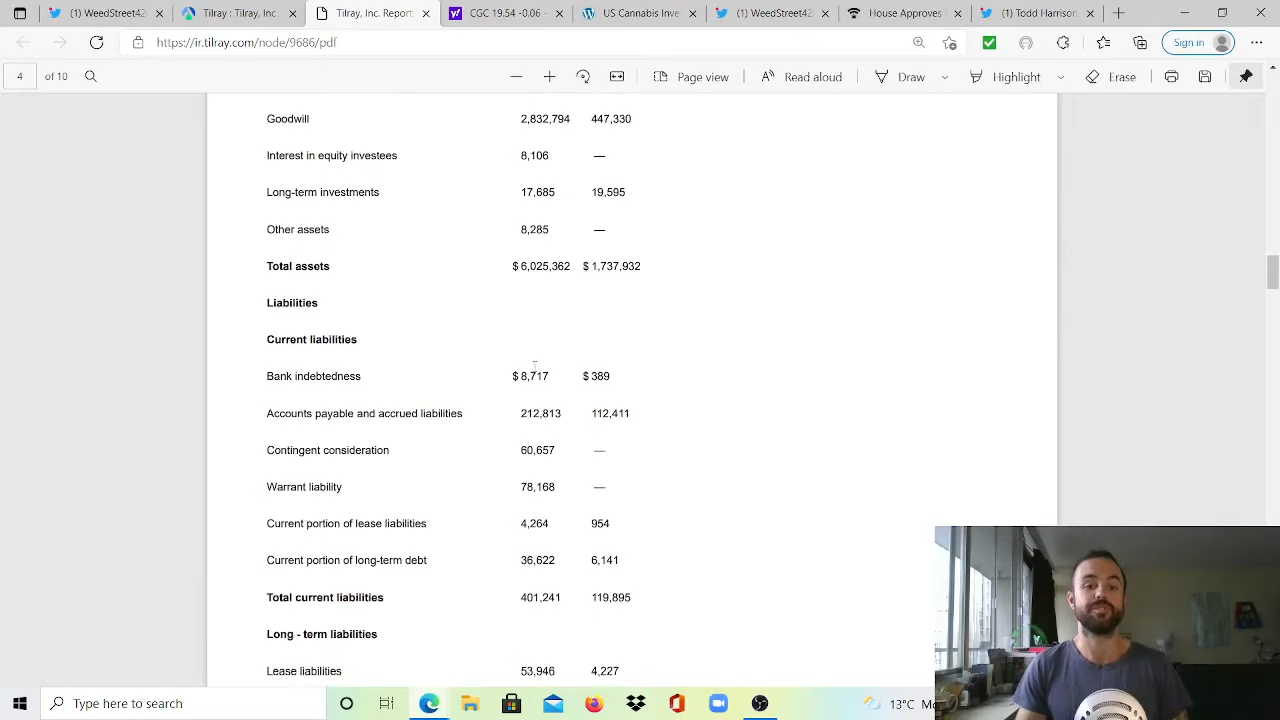 (WeedStreet42
Tilray : Tilray, Inc.
Tilray, Inc. Report
CGC 19.54 -0.06
US Cannabis Inve
(WeedStreet42
House Approves
Todd Harrison
https://ir.tilray.com/node/9686/pdf
Sign in
4 of 10
Page view
Read aloud
Draw
Highlight
Erase
Goodwill 2,832,794 447,330
Interest in equity investees 8,106 —
Long-term investments 17,685 19,595
Other assets 8,285 —
Total assets $ 6,025,362 $ 1,737,932
Liabilities
Current liabilities
Bank indebtedness $ 8,717 $ 389
Accounts payable and accrued liabilities 212,813 112,411
Contingent consideration 60,657 —
Warrant liability 78,168 —
Current portion of lease liabilities 4,264 954
Current portion of long-term debt 36,622 6,141
Total current liabilities 401,241 119,895
Long - term liabilities
Lease liabilities 53,946 4,227
Type here to search
13°C